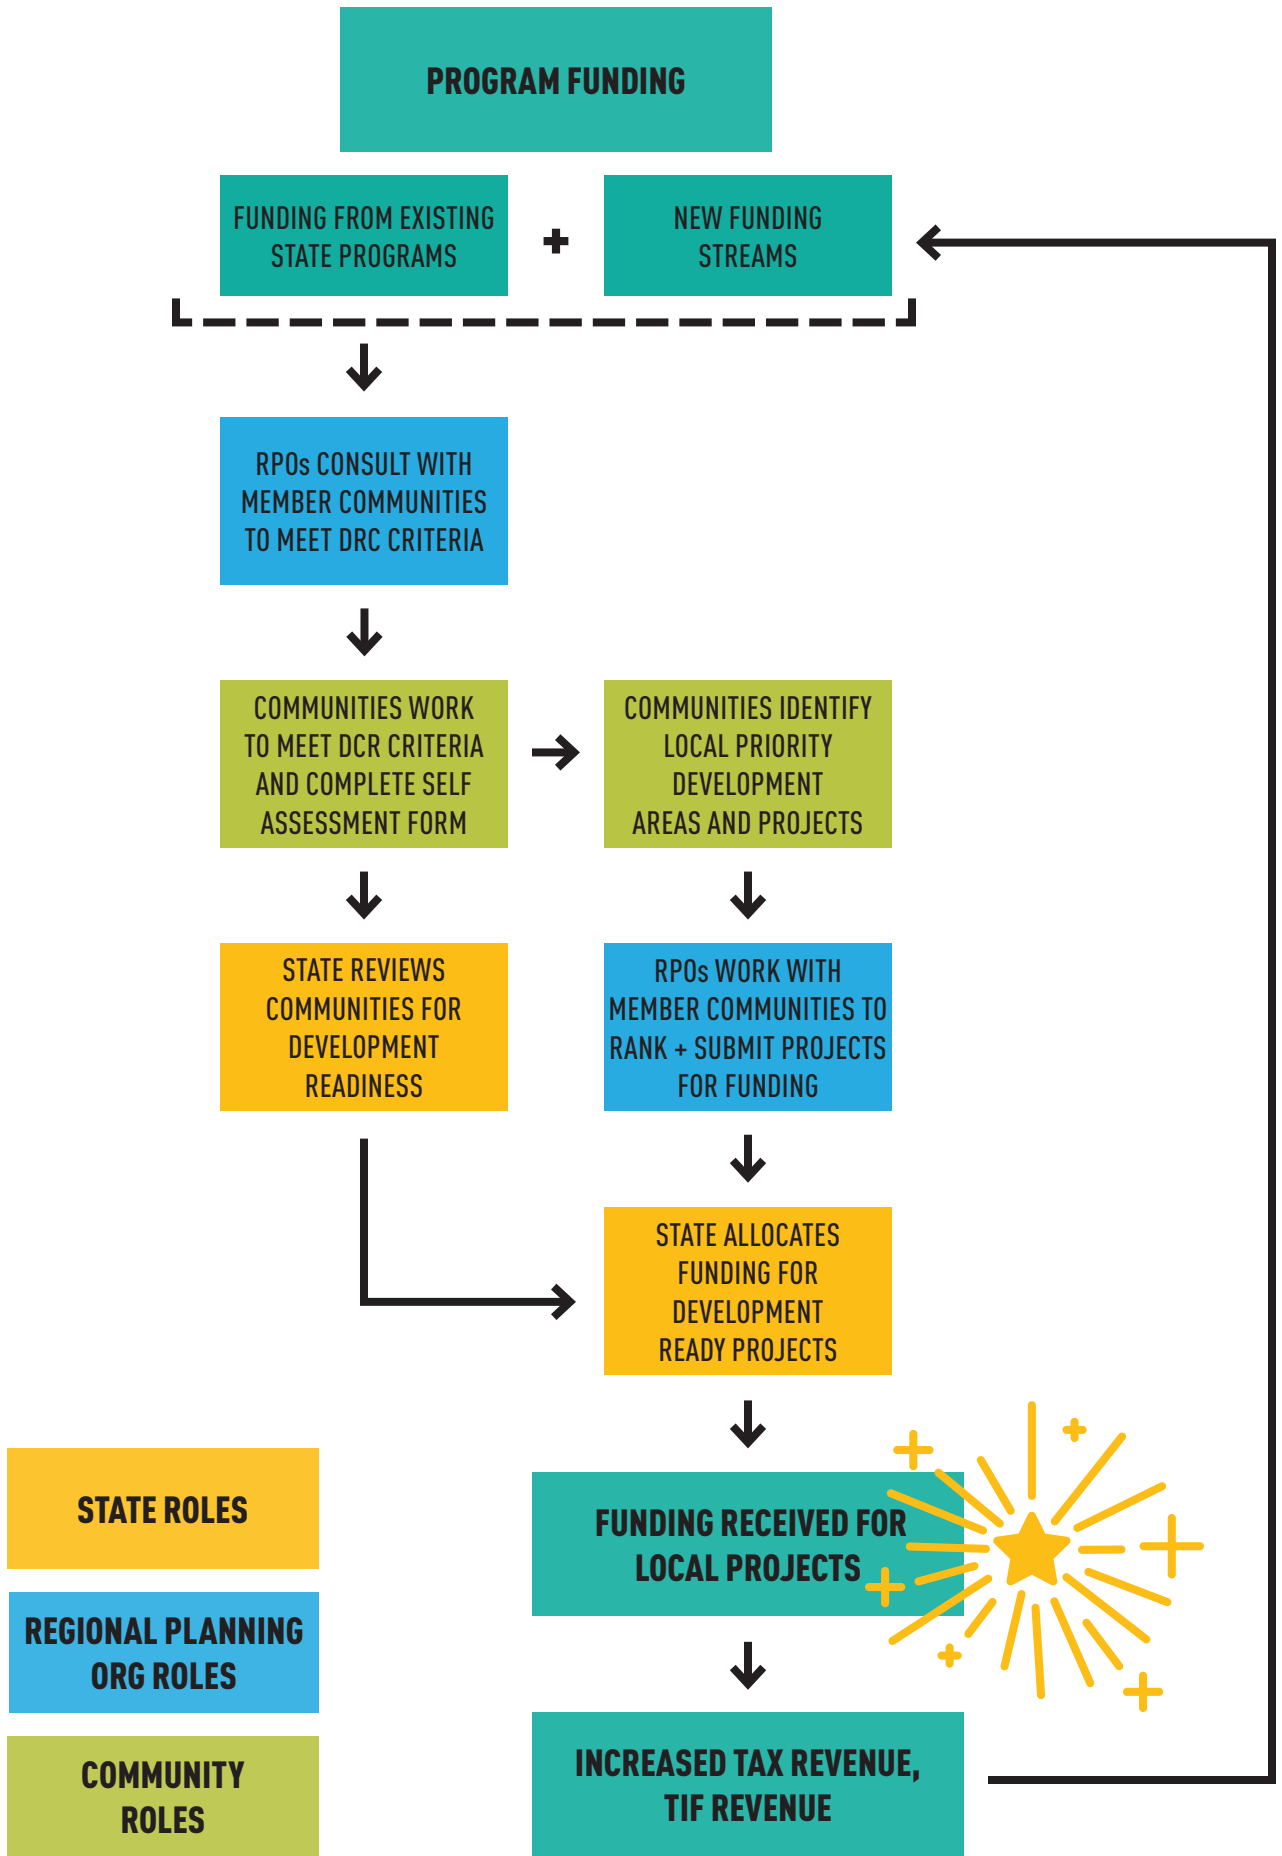 PROGRAM FUNDING
FUNDING FROM EXISTING
STATE PROGRAMS
+
NEW FUNDING
STREAMS
RPOs CONSULT WITH
MEMBER COMMUNITIES
TO MEET DRC CRITERIA
COMMUNITIES WORK
TO MEET DCR CRITERIA
AND COMPLETE SELF
ASSESSMENT FORM
COMMUNITIES IDENTIFY
LOCAL PRIORITY
DEVELOPMENT
AREAS AND PROJECTS
STATE REVIEWS
COMMUNITIES FOR
DEVELOPMENT
READINESS
RPOs WORK WITH
MEMBER COMMUNITIES TO
RANK + SUBMIT PROJECTS
FOR FUNDING
STATE ALLOCATES
FUNDING FOR
DEVELOPMENT
READY PROJECTS
FUNDING RECEIVED FOR
LOCAL PROJECTS
INCREASED TAX REVENUE,
TIF REVENUE
STATE ROLES
REGIONAL PLANNING
ORG ROLES
COMMUNITY
ROLES